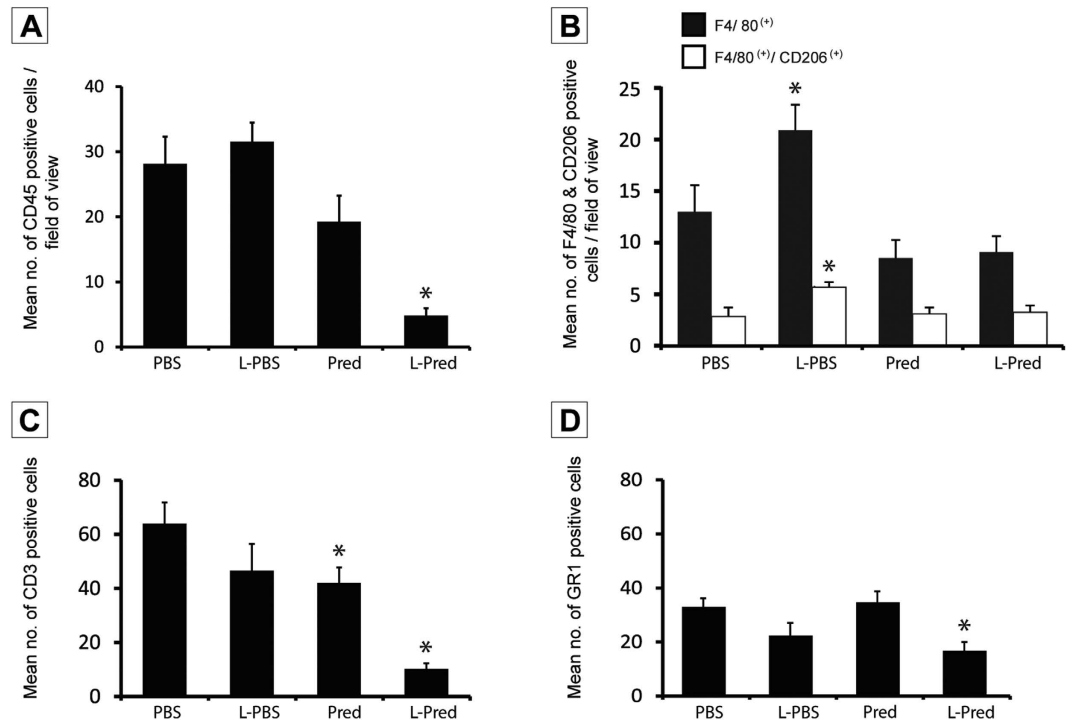 A
Mean no. of CD45 positive cells /
field of view
40
30
20
10
0
*
PBS
L-PBS
Pred
L-Pred
B
F4/ 80 (+)
F4/80 (+)/ CD206 (+)
Mean no. of F4/80 & CD206 positive
cells / field of view
25
20
15
10
5
0
*
*
PBS
L-PBS
Pred
L-Pred
C
Mean no. of CD3 positive cells
80
60
40
20
0
*
*
PBS
L-PBS
Pred
L-Pred
D
Mean no. of GR1 positive cells
80
60
40
20
0
*
PBS
L-PBS
Pred
L-Pred